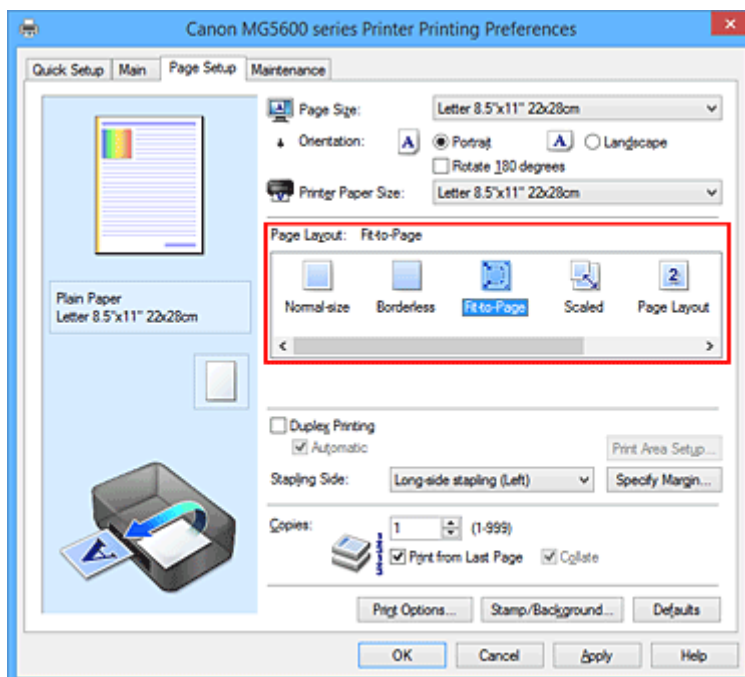 Canon MG5600 series Printer Printing Preferences
Quick Setup Main Page Setup Maintenance
Page Size: Letter 8.5"x11" 22x28cm
Orientation: A Portrait A Landscape
Rotate 180 degrees
Printer Paper Size: Letter 8.5"x11" 22x28cm
Page Layout: Fit-to-Page
2
Normal-size Borderless Fit-to-Page Scaled Page Layout
Plain Paper
Letter 8.5"x11" 22x28cm
Duplex Printing
Automatic Print Area Setup...
Stapling Side: Long-side stapling (Left) Specify Margin...
Copies: 1 (1-999)
Print from Last Page Collate
A
Print Options... Stamp/Background... Defaults
OK Cancel Apply Help